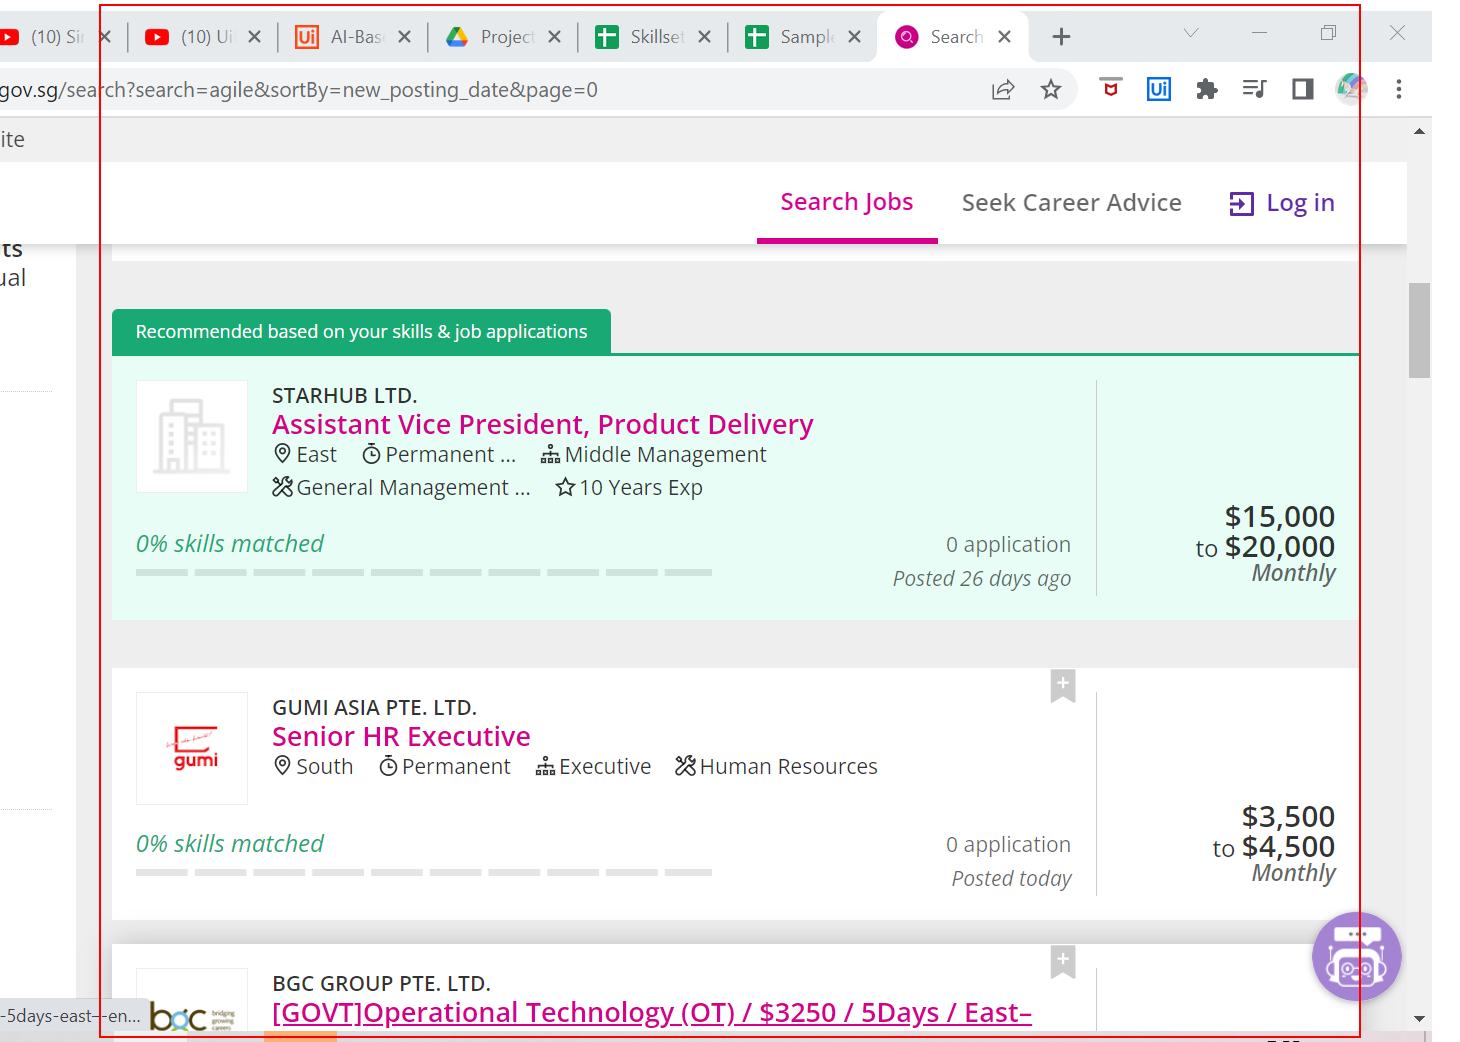 (10) Sir
(10) Ui
Ui
AI-Bas
Project
Skillset
Sample
Search
gov.sg/search?search=agile&sortBy=new_posting_date&page=0
Ui
ite
Search Jobs
Seek Career Advice
Log in
ts
ual
Recommended based on your skills & job applications
STARHUB LTD.
Assistant Vice President, Product Delivery
East
Permanent ...
Middle Management
General Management ...
10 Years Exp
$15,000
to $20,000
Monthly
0% skills matched
0 application
Posted 26 days ago
GUMI ASIA PTE. LTD.
Senior HR Executive
South
Permanent
Executive
Human Resources
gumi
$3,500
to $4,500
Monthly
0% skills matched
0 application
Posted today
BGC GROUP PTE. LTD.
[GOVT]Operational Technology (OT) / $3250 / 5Days / East–
-5days-east--en...
bgc
bridging
growing
careers